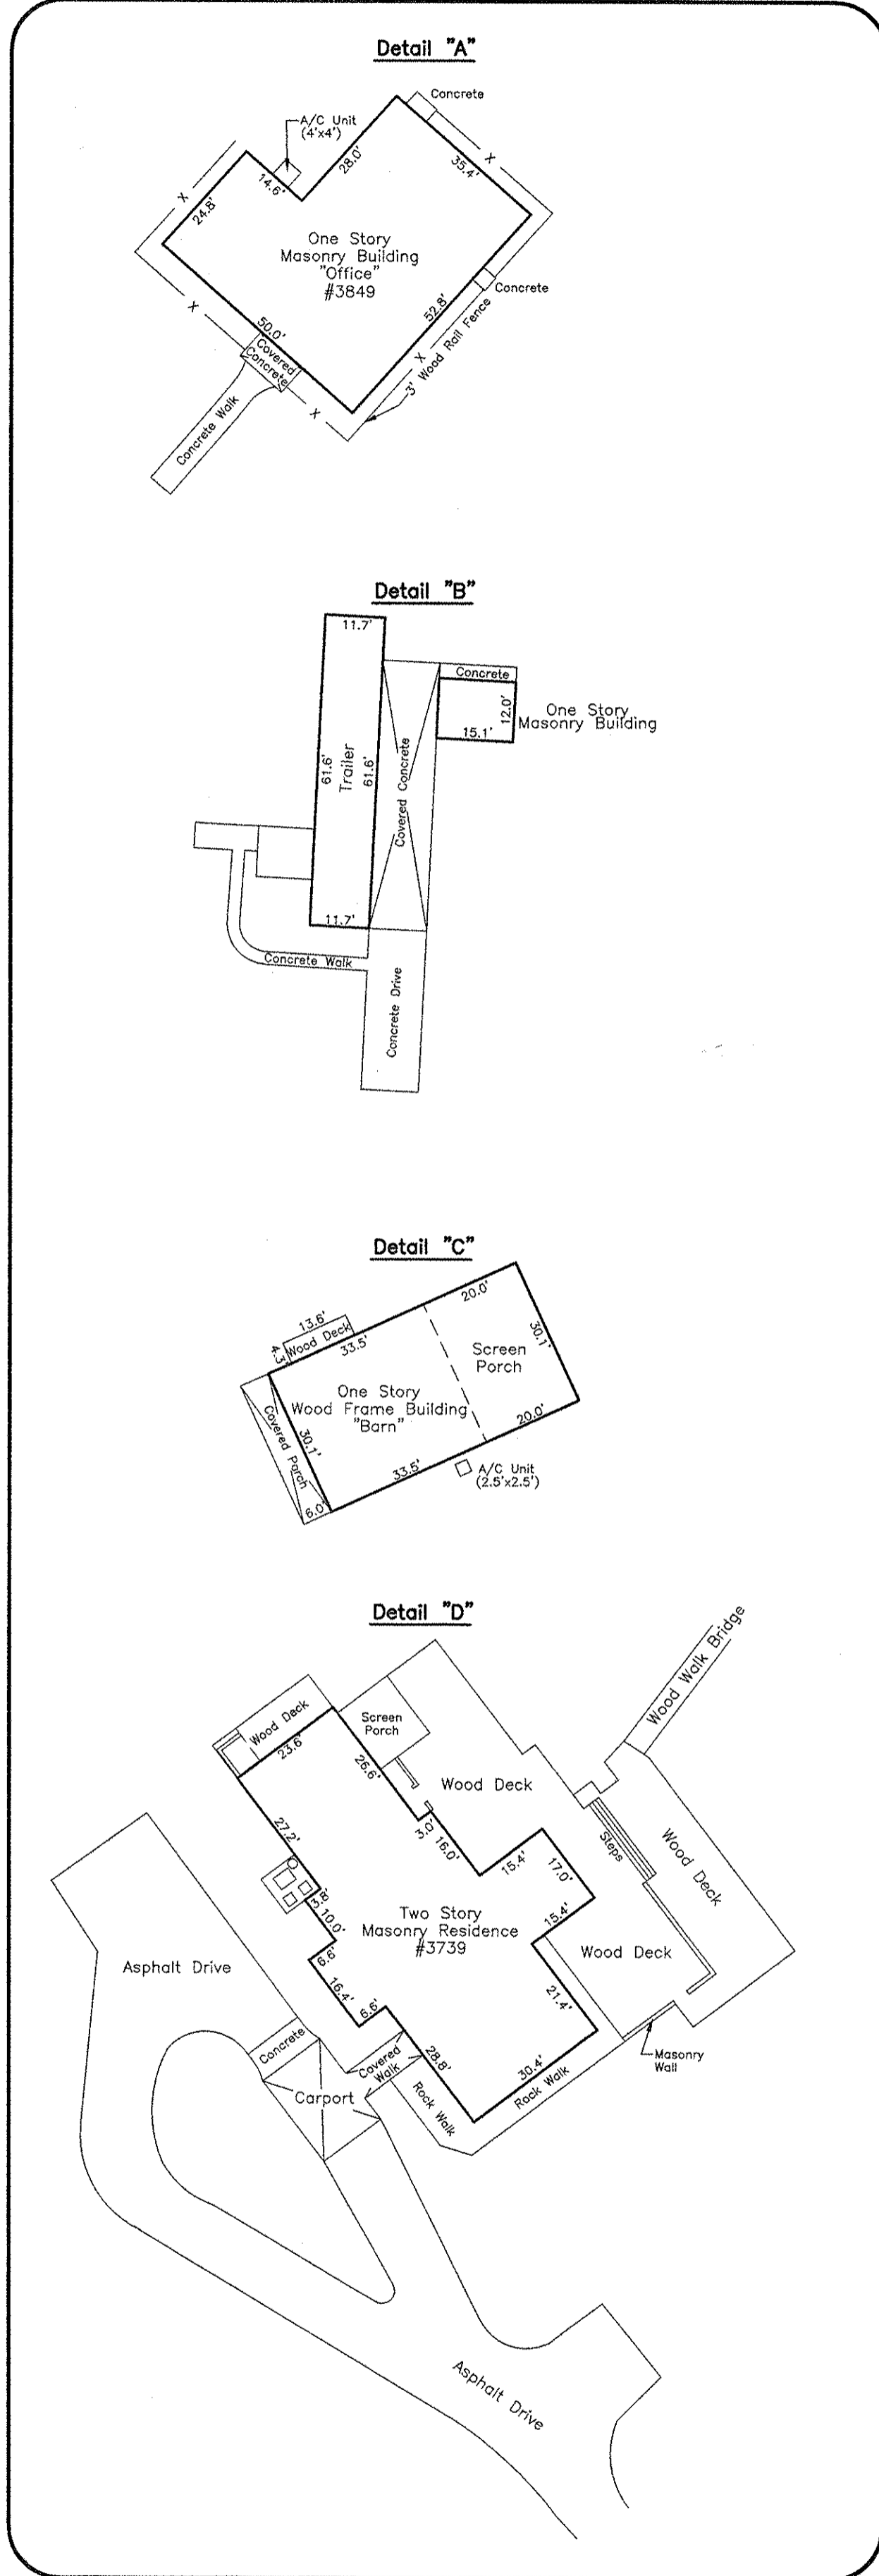 Detail "A"
Concrete
A/C Unit
(4'x4')
X
28.0'
35.4'
14.6'
X
24.8'
One Story
Masonry Building
"Office"
#3849
Concrete
X
52.8'
50.0'
X
3' Wood Rail Fence
Covered
Concrete
X
Concrete Walk
Detail "B"
11.7'
Concrete
12.0'
One Story
Masonry Building
15.1'
61.6'
Trailer
61.6'
Covered Concrete
11.7'
Concrete Walk
Concrete Drive
Detail "C"
20.0'
13.6'
4.3'
Wood Deck
33.5'
30.1'
Screen
Porch
One Story
Wood Frame Building
"Barn"
Covered Porch
30.1'
20.0'
33.5'
A/C Unit
(2.5'x2.5')
6.0'
Detail "D"
Wood Walk Bridge
Wood Deck
23.6'
Screen
Porch
26.6'
Wood Deck
3.0'
16.0'
27.2'
15.4'
17.0'
Steps
Wood Deck
3.8'
10.0'
Two Story
Masonry Residence
#3739
15.4'
Wood Deck
6.6'
Asphalt Drive
16.4'
21.4'
6.6'
Concrete
Covered
Walk
28.8'
30.4'
Masonry
Wall
Rock Walk
Carport
Rock Walk
Asphalt Drive